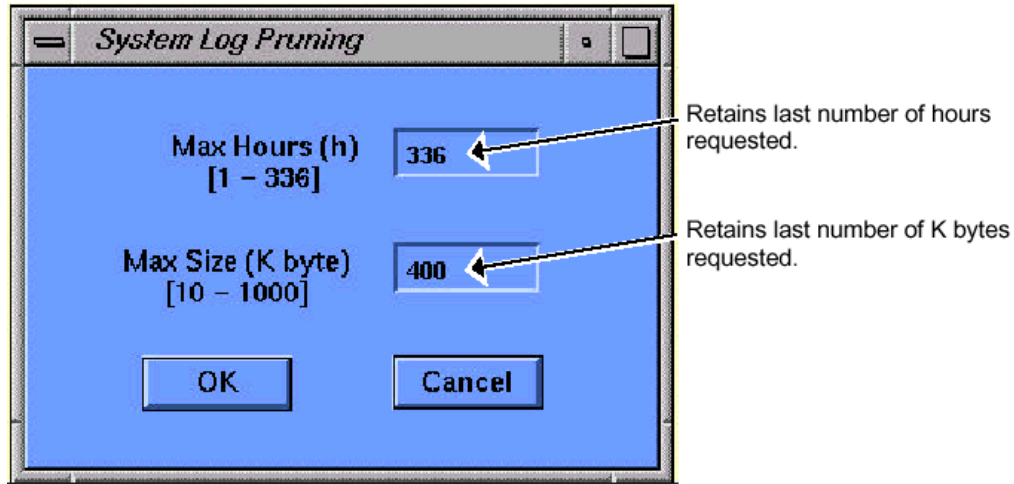 System Log Pruning
Max Hours (h)
[1 – 336]
336
Retains last number of hours
requested.
Max Size (K byte)
[10 – 1000]
400
Retains last number of K bytes
requested.
OK
Cancel